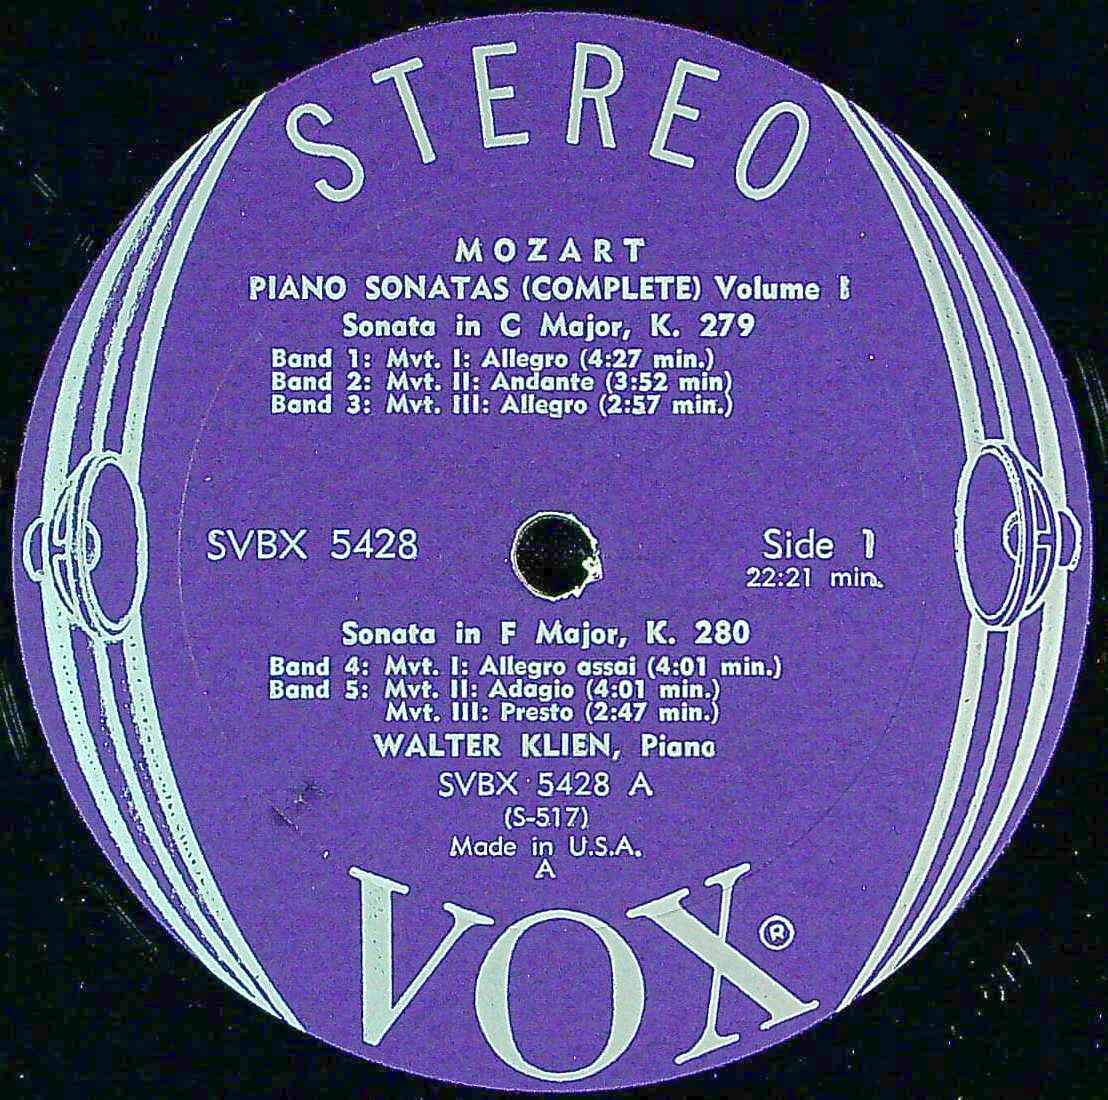 STEREO
MOZART
PIANO SONATAS (COMPLETE) Volume I
Sonata in C Major, K. 279
Band 1: Mvt. I: Allegro (4:27 min.)
Band 2: Mvt. II: Andante (3:52 min)
Band 3: Mvt. III: Allegro (2:57 min.)
SVBX 5428
Side 1
22:21 min.
Sonata in F Major, K. 280
Band 4: Mvt. I: Allegro assai (4:01 min.)
Band 5: Mvt. II: Adagio (4:01 min.)
Mvt. III: Presto (2:47 min.)
WALTER KLIEN, Piano
SVBX 5428 A
(S-517)
Made in U.S.A.
A
VOX ®